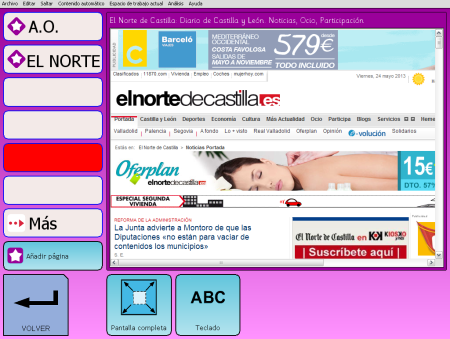 Archivo Editar Saltar Contenido automático Espacio de trabajo actual Análisis Ayuda
A.O.
EL NORTE
Más
Añadir página
VOLVER
El Norte de Castilla: Diario de Castilla y León. Noticias, Ocio, Participación
PUBLICIDAD
Barceló
VIAJES
MEDITERRÁNEO
OCCIDENTAL
COSTA FAVOLOSA
SALIDAS DE
MAYO A NOVIEMBRE
desde
579€
TODO INCLUIDO
Clasificados 11870.com Vivienda Empleo Coches mujerhoy.com
Viernes, 24 mayo 2013
elnortedecastilla.es
Portada Castilla y León Deportes Economía Cultura Más Actualidad Ocio Participa Blogs Servicios Heme
Valladolid Palencia Segovia A fondo Lo + visto Real Valladolid Oferplan Opinión e-volución Solidarios
Estás en: El Norte de Castilla Noticias Portada
Oferplan
elnortedecastilla.es
15€
DTO. 57%
ESPECIAL SEGUNDA
VIVIENDA
REFORMA DE LA ADMINISTRACIÓN
La Junta advierte a Montoro de que las
Diputaciones «no están para vaciar de
contenidos los municipios»
S. E.
El Norte de Castilla en
Suscríbete aquí
Pantalla completa
ABC
Teclado